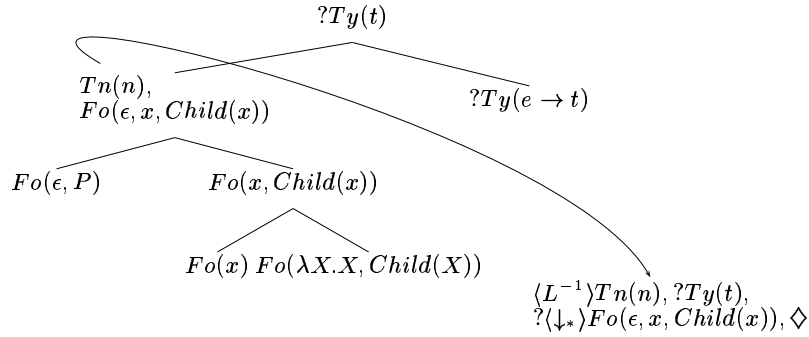 ?Ty(t)
Tn(n),
Fo(ϵ, x, Child(x))
?Ty(e → t)
Fo(ϵ, P)
Fo(x, Child(x))
Fo(x) Fo(λX.X, Child(X))
⟨L⁻¹⟩Tn(n), ?Ty(t),
?⟨↓*⟩Fo(ϵ, x, Child(x)), ♢